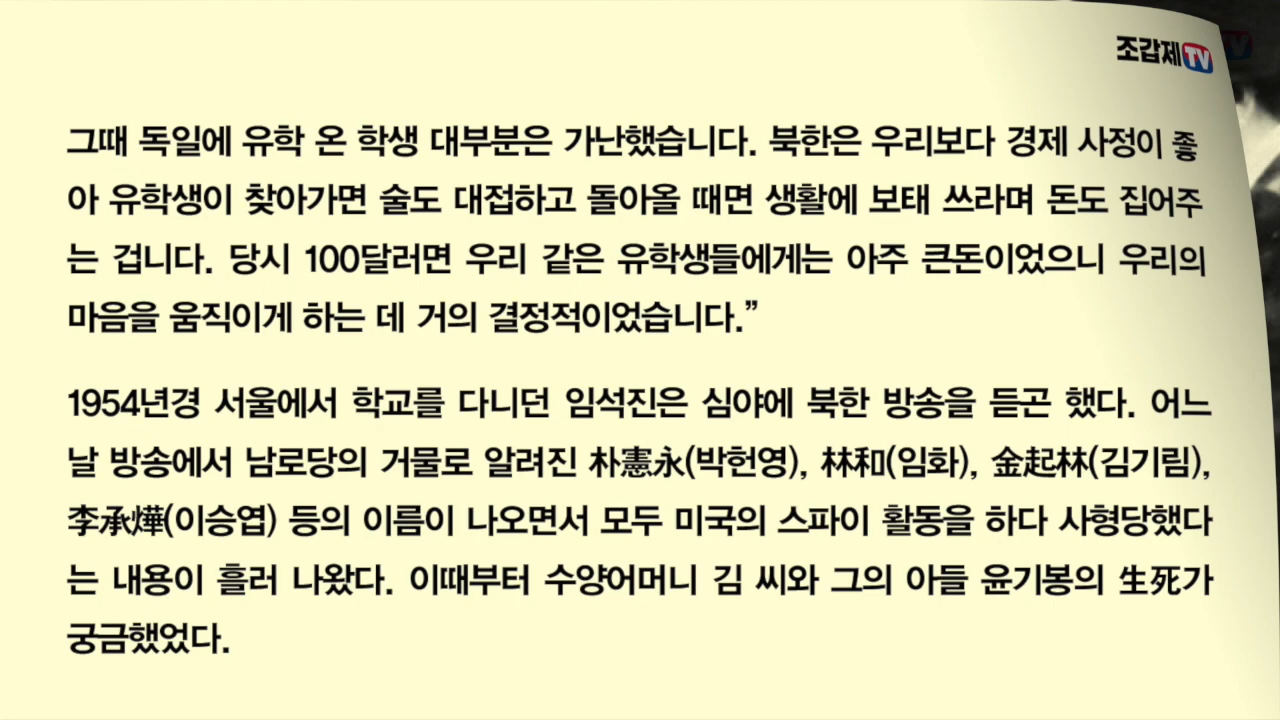 조갑제TV
그때 독일에 유학 온 학생 대부분은 가난했습니다. 북한은 우리보다 경제 사정이 좋
아 유학생이 찾아가면 술도 대접하고 돌아올 때면 생활에 보태 쓰라며 돈도 집어주
는 겁니다. 당시 100달러면 우리 같은 유학생들에게는 아주 큰돈이었으니 우리의
마음을 움직이게 하는 데 거의 결정적이었습니다.”
1954년경 서울에서 학교를 다니던 임석진은 심야에 북한 방송을 듣곤 했다. 어느
날 방송에서 남로당의 거물로 알려진 朴憲永(박헌영), 林和(임화), 金起林(김기림),
李承燁(이승엽) 등의 이름이 나오면서 모두 미국의 스파이 활동을 하다 사형당했다
는 내용이 흘러 나왔다. 이때부터 수양어머니 김 씨와 그의 아들 윤기봉의 生死가
궁금했었다.